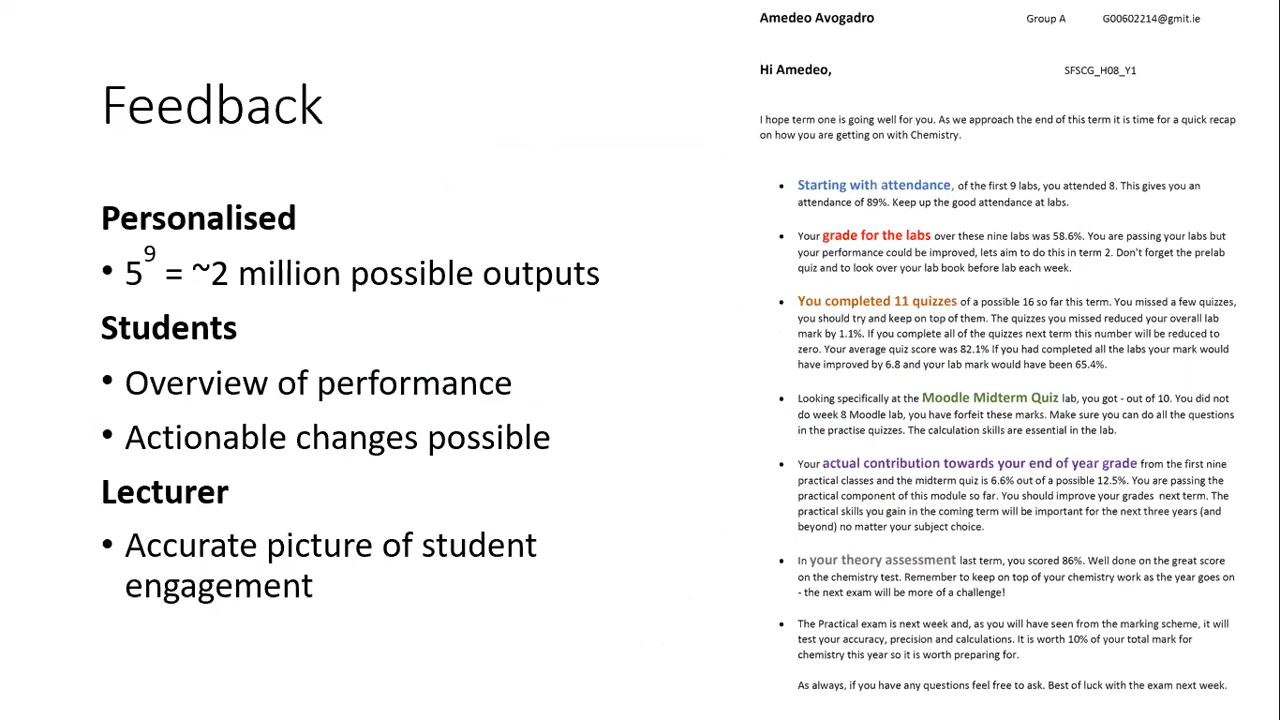 Feedback
Personalised
• 5⁹ = ~2 million possible outputs
Students
• Overview of performance
• Actionable changes possible
Lecturer
• Accurate picture of student
engagement
Amedeo Avogadro Group A G00602214@gmit.ie
Hi Amedeo, SFSCG_H08_Y1
I hope term one is going well for you. As we approach the end of this term it is time for a quick recap
on how you are getting on with Chemistry.
• Starting with attendance, of the first 9 labs, you attended 8. This gives you an
attendance of 89%. Keep up the good attendance at labs.
• Your grade for the labs over these nine labs was 58.6%. You are passing your labs but
your performance could be improved, lets aim to do this in term 2. Don't forget the prelab
quiz and to look over your lab book before lab each week.
• You completed 11 quizzes of a possible 16 so far this term. You missed a few quizzes,
you should try and keep on top of them. The quizzes you missed reduced your overall lab
mark by 1.1%. If you complete all of the quizzes next term this number will be reduced to
zero. Your average quiz score was 82.1% If you had completed all the labs your mark would
have improved by 6.8 and your lab mark would have been 65.4%.
• Looking specifically at the Moodle Midterm Quiz lab, you got - out of 10. You did not
do week 8 Moodle lab, you have forfeit these marks. Make sure you can do all the questions
in the practise quizzes. The calculation skills are essential in the lab.
• Your actual contribution towards your end of year grade from the first nine
practical classes and the midterm quiz is 6.6% out of a possible 12.5%. You are passing the
practical component of this module so far. You should improve your grades next term. The
practical skills you gain in the coming term will be important for the next three years (and
beyond) no matter your subject choice.
• In your theory assessment last term, you scored 86%. Well done on the great score
on the chemistry test. Remember to keep on top of your chemistry work as the year goes on
- the next exam will be more of a challenge!
• The Practical exam is next week and, as you will have seen from the marking scheme, it will
test your accuracy, precision and calculations. It is worth 10% of your total mark for
chemistry this year so it is worth preparing for.
As always, if you have any questions feel free to ask. Best of luck with the exam next week.